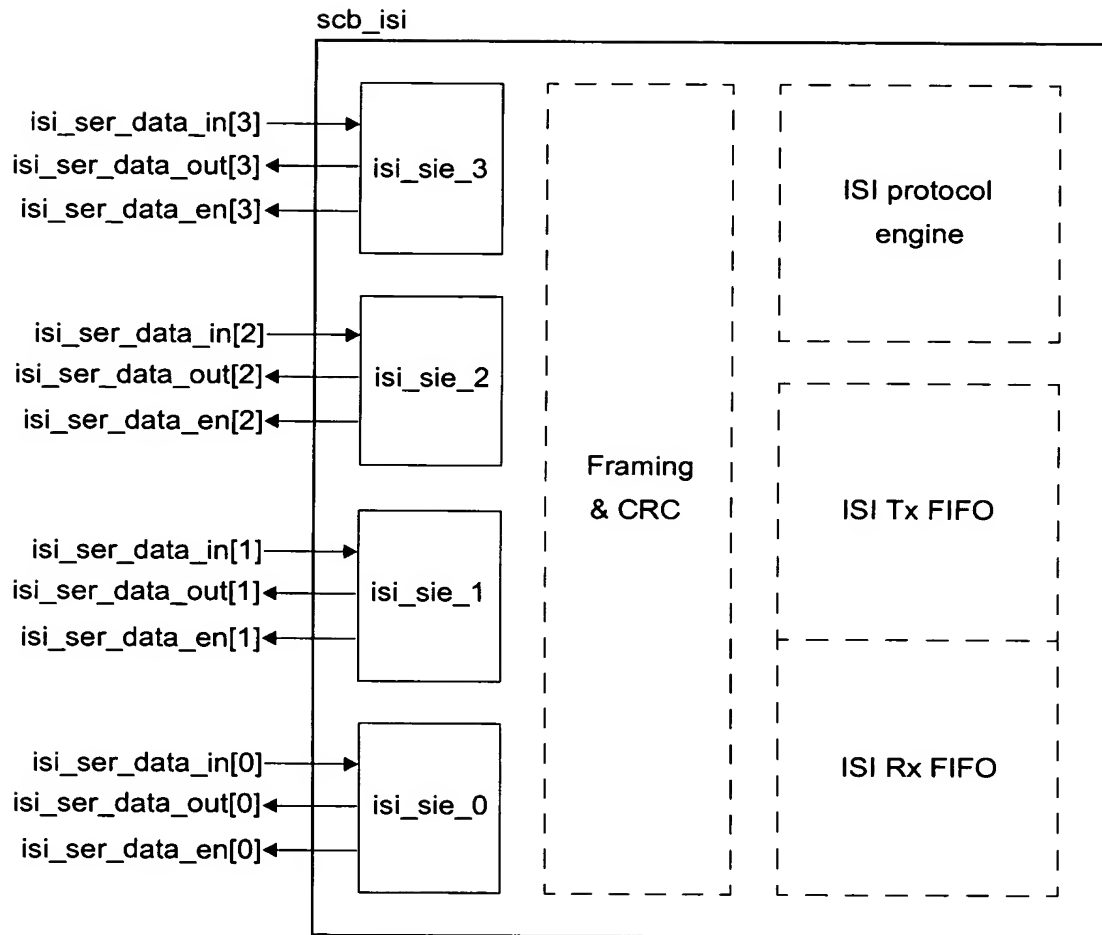 scb_isi
isi_ser_data_in[3]
isi_ser_data_out[3]
isi_ser_data_en[3]
isi_sie_3
isi_ser_data_in[2]
isi_ser_data_out[2]
isi_ser_data_en[2]
isi_sie_2
isi_ser_data_in[1]
isi_ser_data_out[1]
isi_ser_data_en[1]
isi_sie_1
isi_ser_data_in[0]
isi_ser_data_out[0]
isi_ser_data_en[0]
isi_sie_0
Framing
& CRC
ISI protocol
engine
ISI Tx FIFO
ISI Rx FIFO